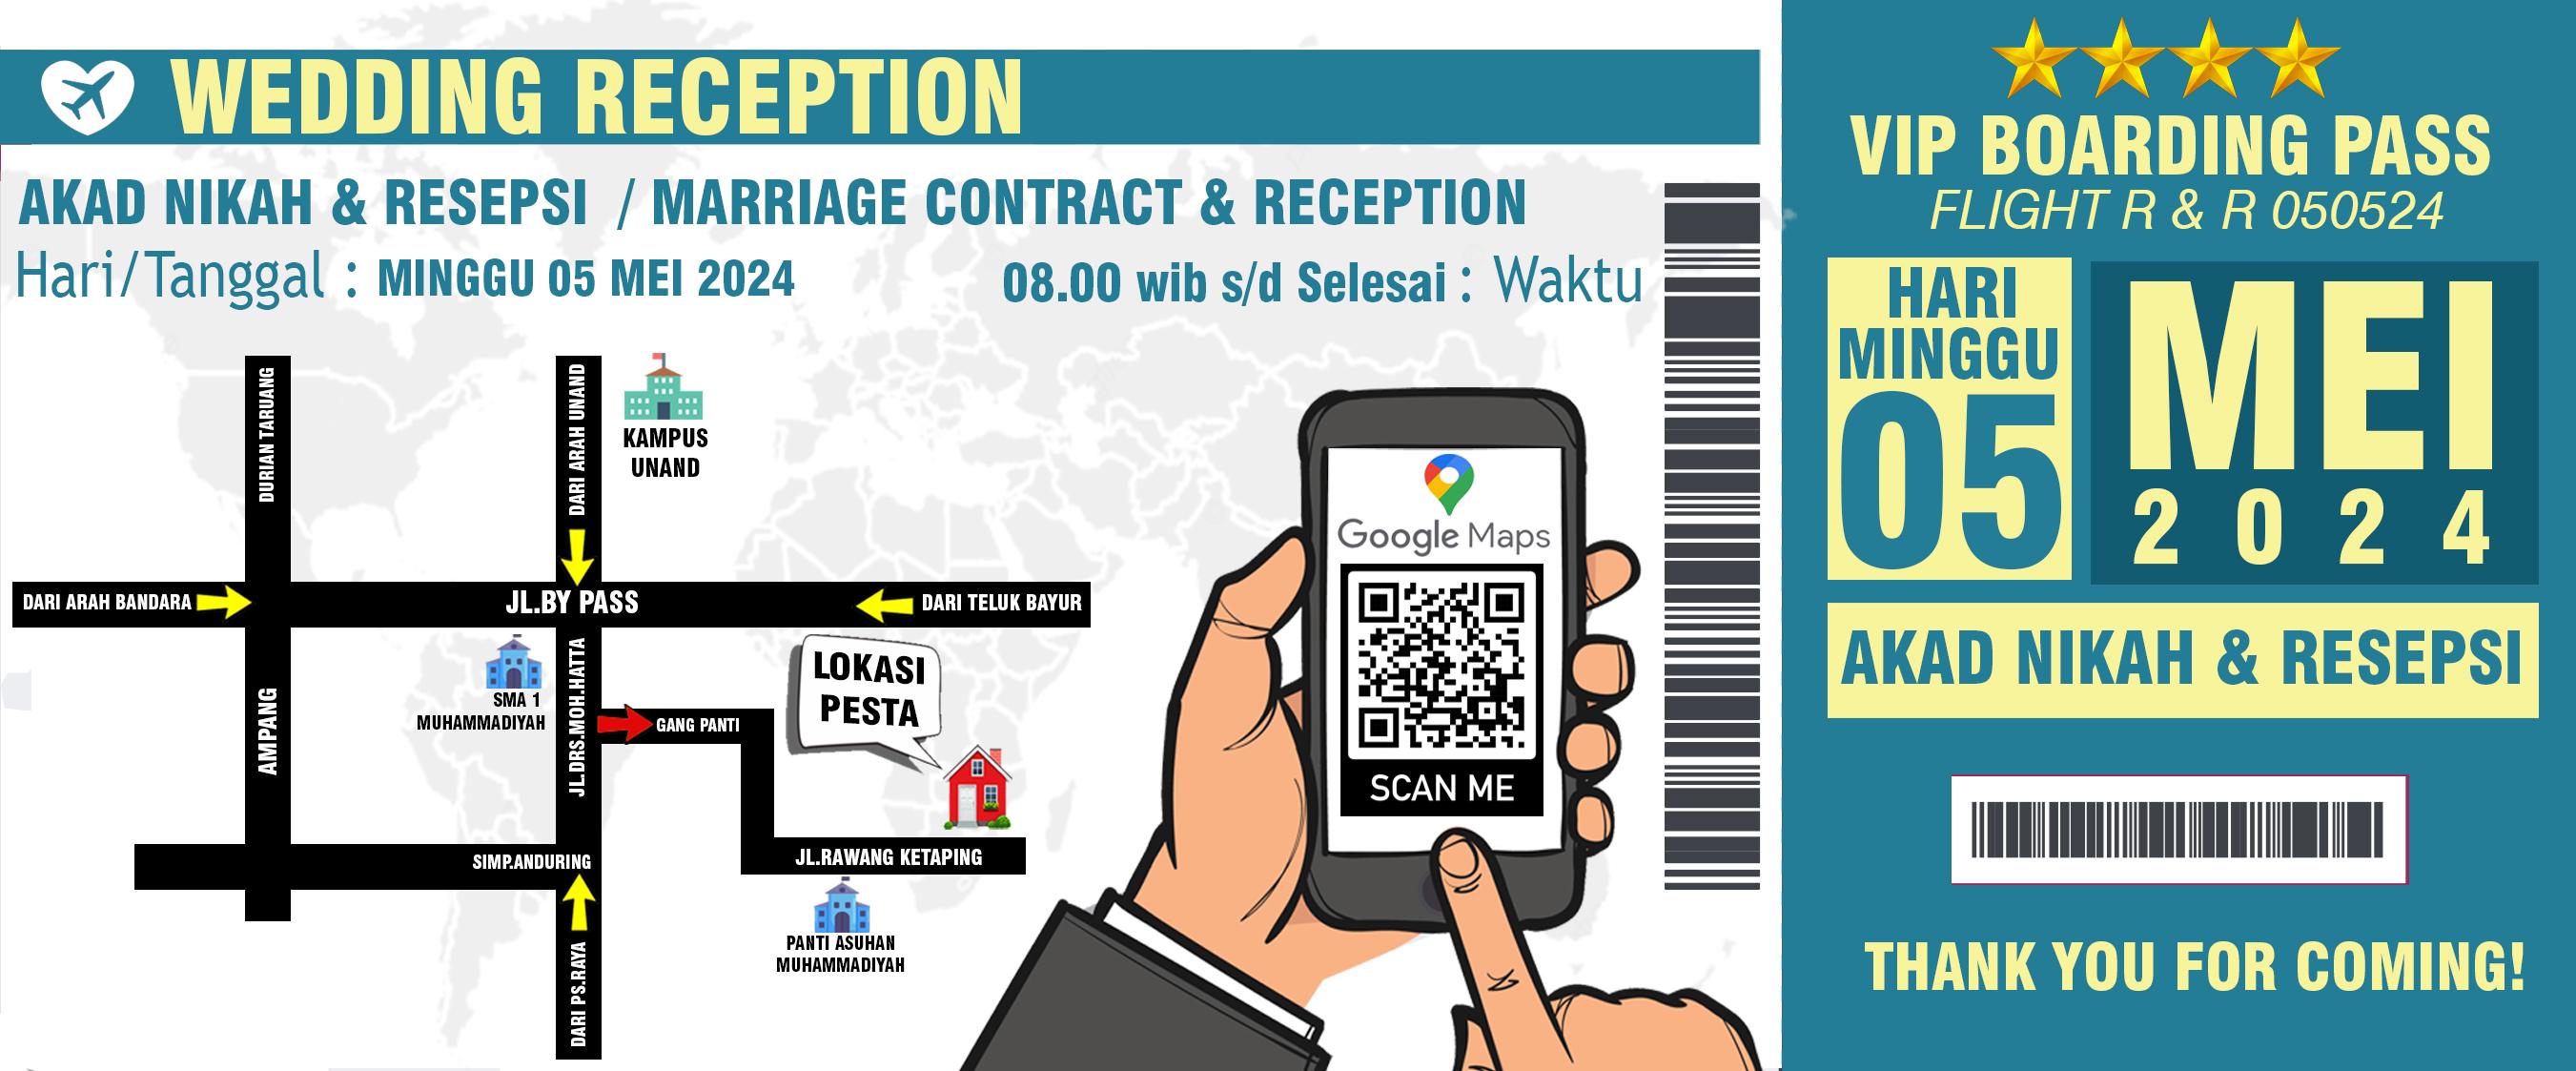 WEDDING RECEPTION
AKAD NIKAH & RESEPSI / MARRIAGE CONTRACT & RECEPTION
Hari/Tanggal : MINGGU 05 MEI 2024
08.00 wib s/d Selesai : Waktu
DURIAN TARUANG
DARI ARAH UNAND
KAMPUS
UNAND
DARI ARAH BANDARA
JL.BY PASS
DARI TELUK BAYUR
AMPANG
SMA 1
MUHAMMADIYAH
JL.DRS.MOH.HATTA
GANG PANTI
LOKASI
PESTA
SIMP.ANDURING
JL.RAWANG KETAPING
PANTI ASUHAN
MUHAMMADIYAH
DARI PS.RAYA
Google Maps
SCAN ME
VIP BOARDING PASS
FLIGHT R & R 050524
HARI
MINGGU
05
MEI
2024
AKAD NIKAH & RESEPSI
THANK YOU FOR COMING!